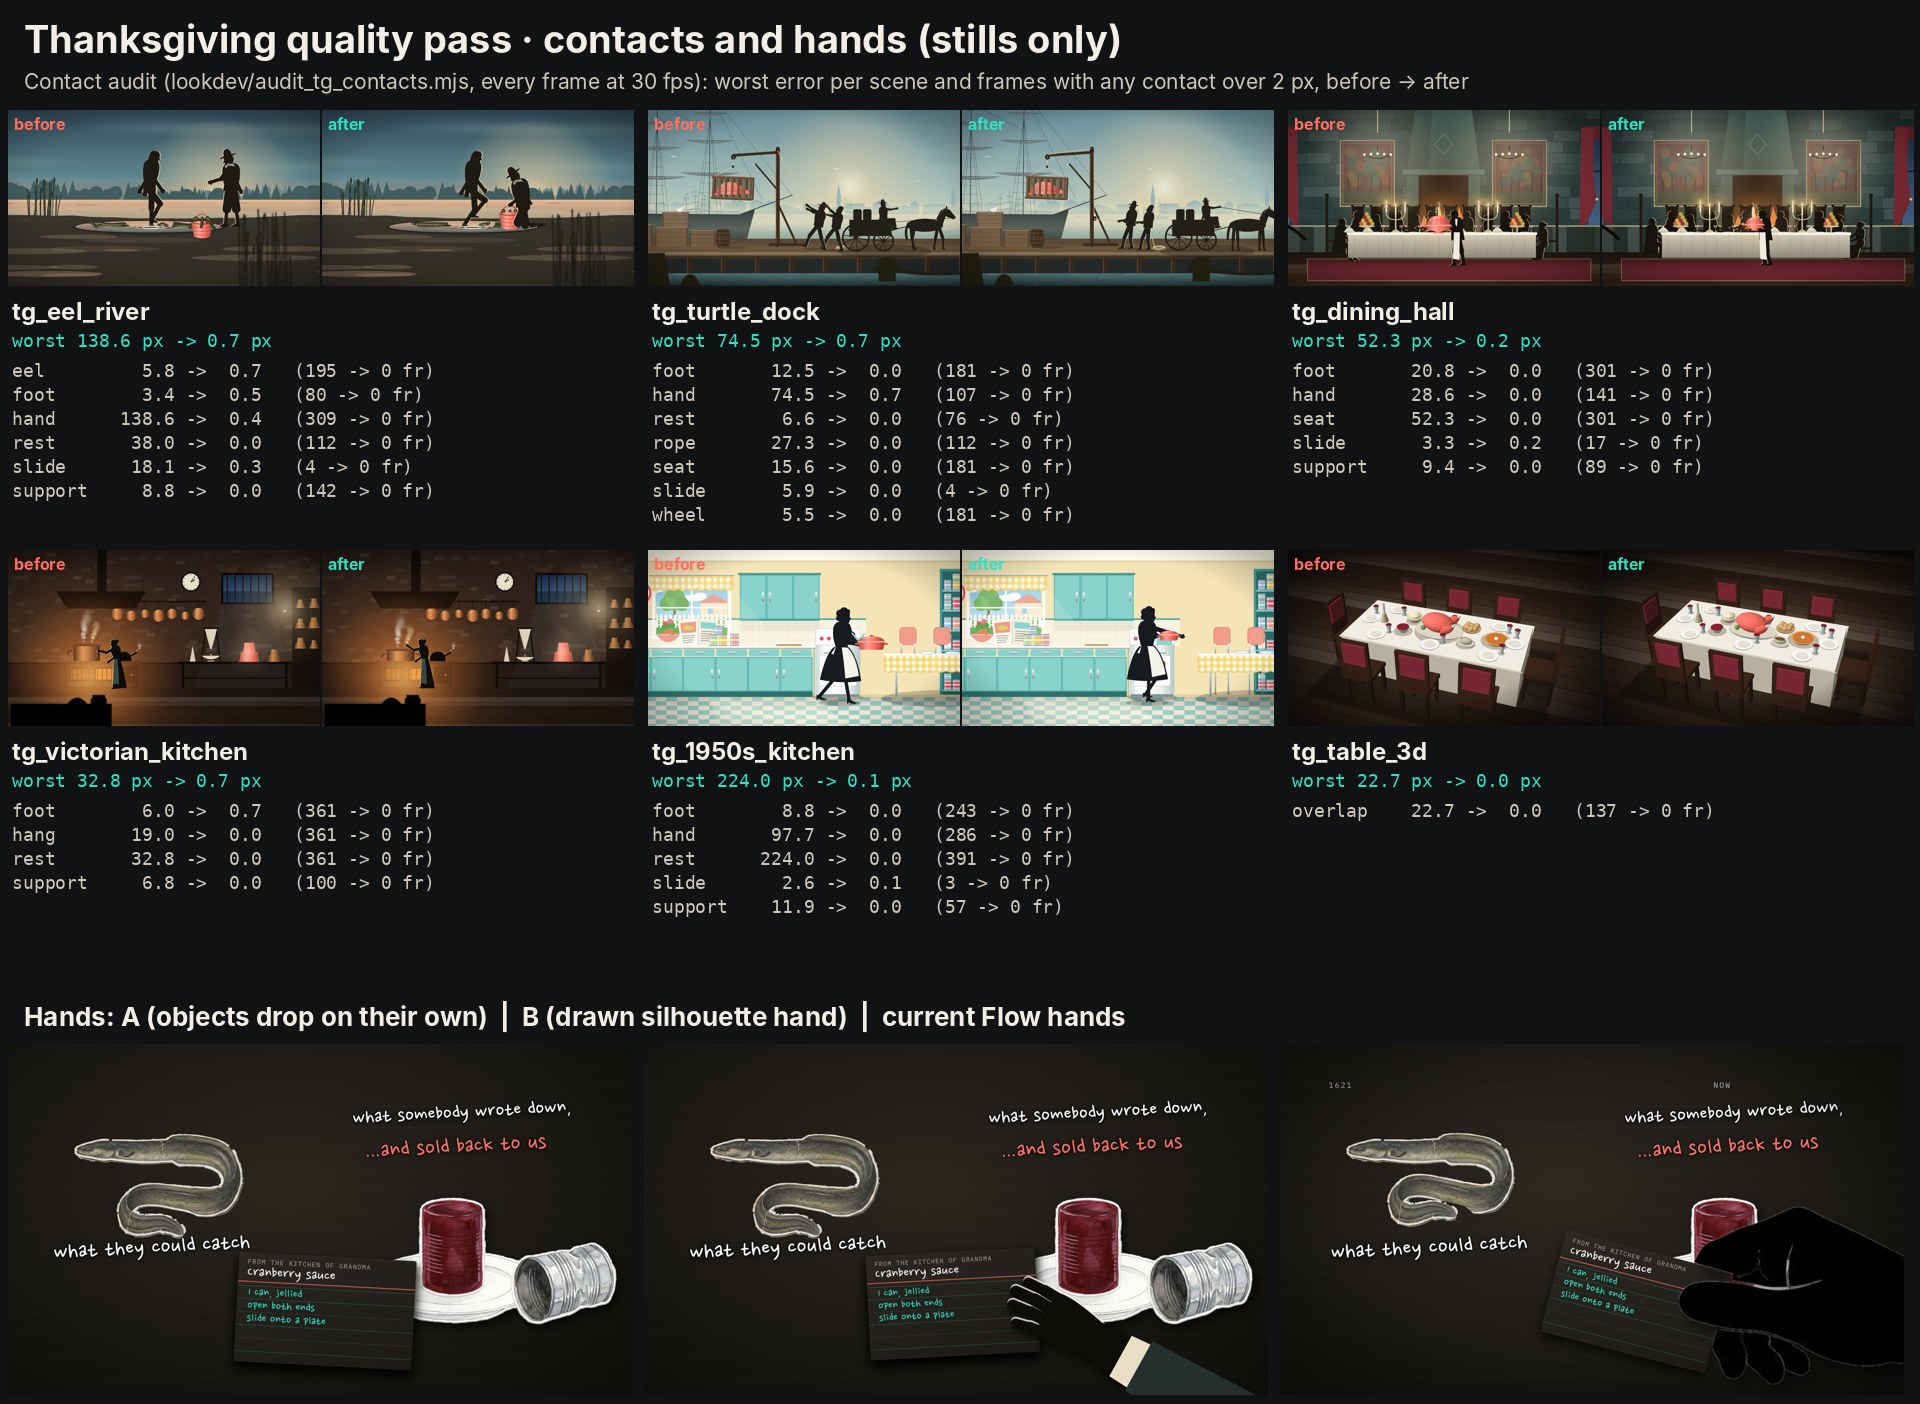 Thanksgiving quality pass · contacts and hands (stills only)
Contact audit (lookdev/audit_tg_contacts.mjs, every frame at 30 fps): worst error per scene and frames with any contact over 2 px, before → after
before
after
before
after
before
after
tg_eel_river
worst 138.6 px -> 0.7 px
eel 5.8 -> 0.7 (195 -> 0 fr)
foot 3.4 -> 0.5 (80 -> 0 fr)
hand 138.6 -> 0.4 (309 -> 0 fr)
rest 38.0 -> 0.0 (112 -> 0 fr)
slide 18.1 -> 0.3 (4 -> 0 fr)
support 8.8 -> 0.0 (142 -> 0 fr)
tg_turtle_dock
worst 74.5 px -> 0.7 px
foot 12.5 -> 0.0 (181 -> 0 fr)
hand 74.5 -> 0.7 (107 -> 0 fr)
rest 6.6 -> 0.0 (76 -> 0 fr)
rope 27.3 -> 0.0 (112 -> 0 fr)
seat 15.6 -> 0.0 (181 -> 0 fr)
slide 5.9 -> 0.0 (4 -> 0 fr)
wheel 5.5 -> 0.0 (181 -> 0 fr)
tg_dining_hall
worst 52.3 px -> 0.2 px
foot 20.8 -> 0.0 (301 -> 0 fr)
hand 28.6 -> 0.0 (141 -> 0 fr)
seat 52.3 -> 0.0 (301 -> 0 fr)
slide 3.3 -> 0.2 (17 -> 0 fr)
support 9.4 -> 0.0 (89 -> 0 fr)
before
after
before
after
before
after
tg_victorian_kitchen
worst 32.8 px -> 0.7 px
foot 6.0 -> 0.7 (361 -> 0 fr)
hang 19.0 -> 0.0 (361 -> 0 fr)
rest 32.8 -> 0.0 (361 -> 0 fr)
support 6.8 -> 0.0 (100 -> 0 fr)
tg_1950s_kitchen
worst 224.0 px -> 0.1 px
foot 8.8 -> 0.0 (243 -> 0 fr)
hand 97.7 -> 0.0 (286 -> 0 fr)
rest 224.0 -> 0.0 (391 -> 0 fr)
slide 2.6 -> 0.1 (3 -> 0 fr)
support 11.9 -> 0.0 (57 -> 0 fr)
tg_table_3d
worst 22.7 px -> 0.0 px
overlap 22.7 -> 0.0 (137 -> 0 fr)
Hands: A (objects drop on their own) | B (drawn silhouette hand) | current Flow hands
what somebody wrote down,
...and sold back to us
what they could catch
FROM THE KITCHEN OF GRANDMA
cranberry sauce
1 can, jellied
open both ends
slide onto a plate
what somebody wrote down,
...and sold back to us
what they could catch
FROM THE KITCHEN OF GRANDMA
cranberry sauce
1 can, jellied
open both ends
slide onto a plate
1621
NOW
what somebody wrote down,
...and sold back to us
what they could catch
FROM THE KITCHEN OF GRANDMA
cranberry sauce
1 can, jellied
open both ends
slide onto a plate